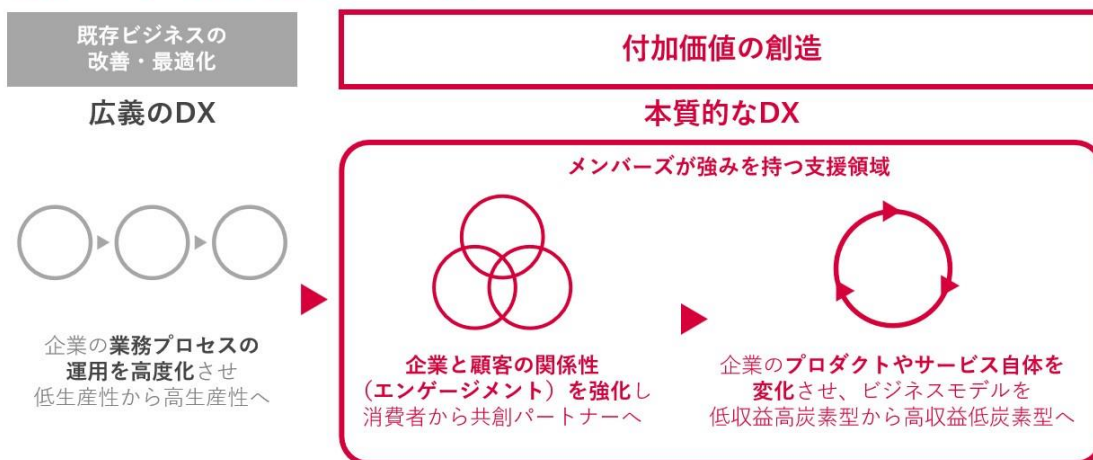 既存ビジネスの
改善・最適化
広義のDX
企業の業務プロセスの
運用を高度化させ
低生産性から高生産性へ
付加価値の創造
本質的なDX
メンバーズが強みを持つ支援領域
企業と顧客の関係性
（エンゲージメント）を強化し
消費者から共創パートナーへ
企業のプロダクトやサービス自体を
変化させ、ビジネスモデルを
低収益高炭素型から高収益低炭素型へ